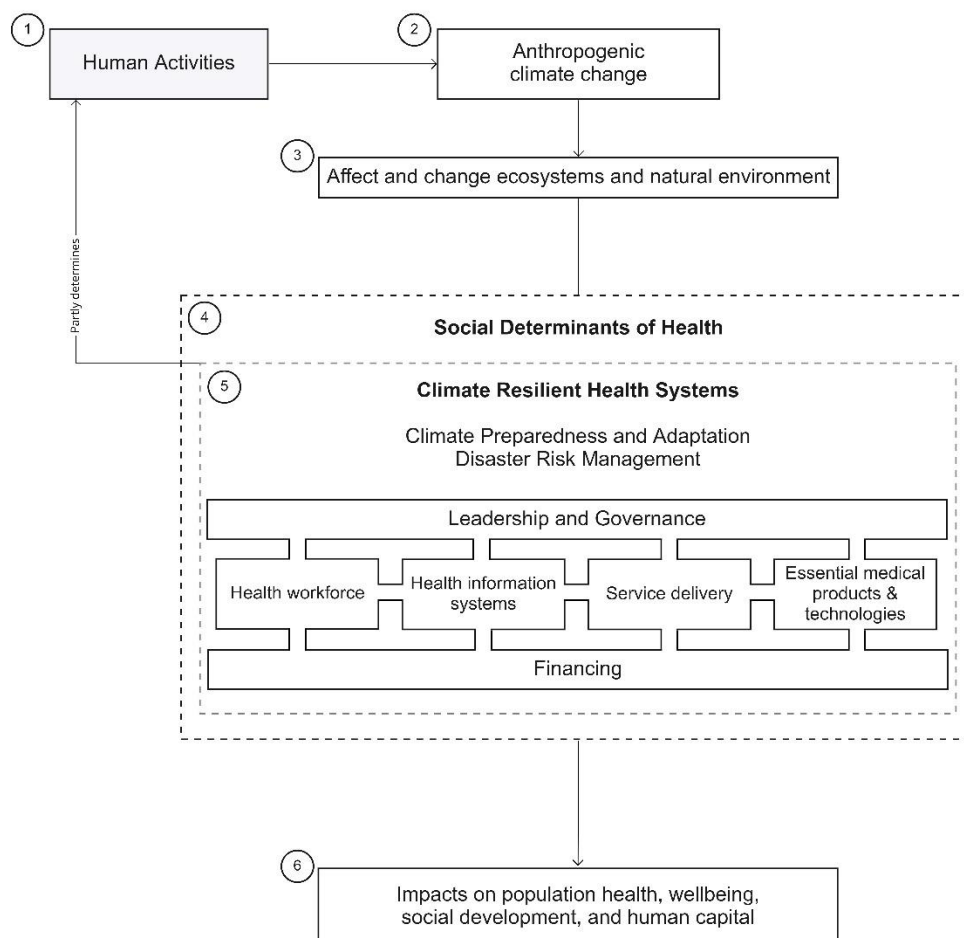 1
Human Activities
2
Anthropogenic
climate change
3
Affect and change ecosystems and natural environment
Partly determines
4
Social Determinants of Health
5
Climate Resilient Health Systems
Climate Preparedness and Adaptation
Disaster Risk Management
Leadership and Governance
Health workforce
Health information
systems
Service delivery
Essential medical
products &
technologies
Financing
6
Impacts on population health, wellbeing,
social development, and human capital